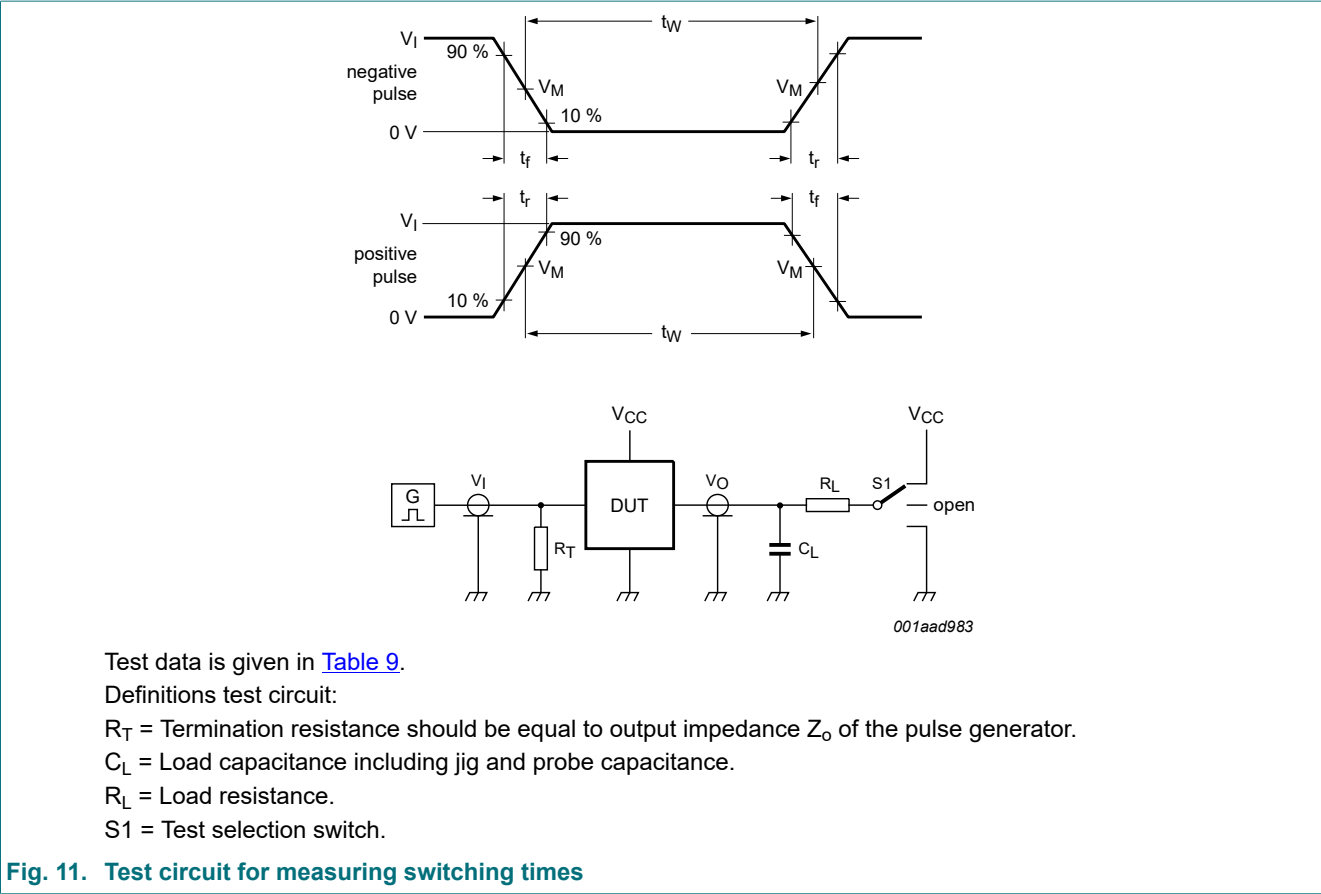 tW
VI
90 %
negative
pulse
VM
VM
10 %
0 V
tf
tr
tr
tf
VI
90 %
positive
pulse
VM
VM
10 %
0 V
tW
VCC
VCC
G
VI
DUT
VO
RL
S1
open
RT
CL
001aad983
Test data is given in Table 9.
Definitions test circuit:
RT = Termination resistance should be equal to output impedance Zo of the pulse generator.
CL = Load capacitance including jig and probe capacitance.
RL = Load resistance.
S1 = Test selection switch.
Fig. 11. Test circuit for measuring switching times